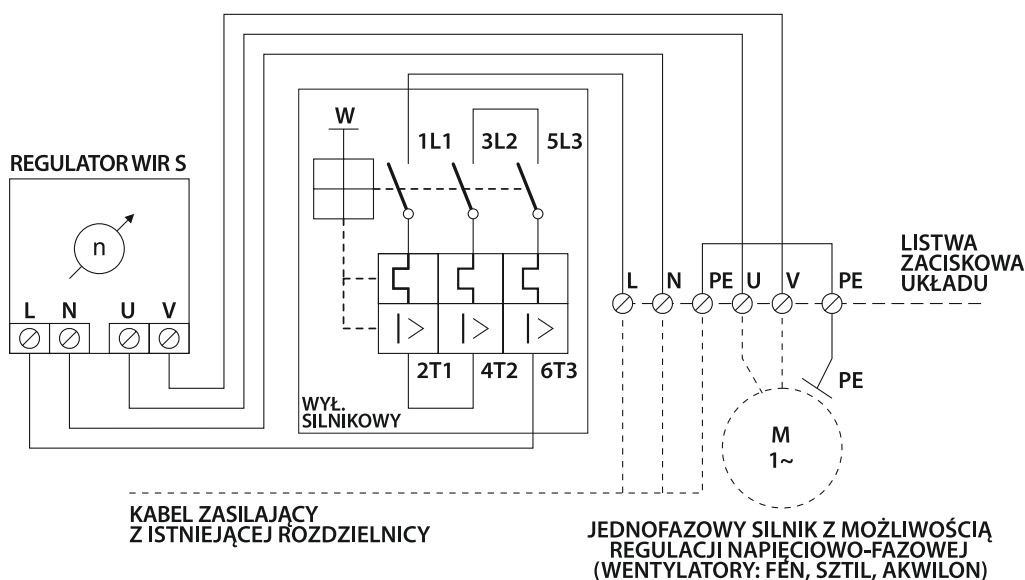 W
1L1 3L2 5L3
REGULATOR WIR S
n
L N U V
LISTWA
ZACISKOWA
UKŁADU
L N PE U V PE
2T1 4T2 6T3
PE
WYŁ.
SILNIKOWY
M
1~
KABEL ZASILAJĄCY
Z ISTNIEJĄCEJ ROZDZIELNICY
JEDNOFAZOWY SILNIK Z MOŻLIWOŚCIĄ
REGULACJI NAPIĘCIOWO-FAZOWEJ
(WENTYLATORY: FEN, SZTIL, AKWILON)